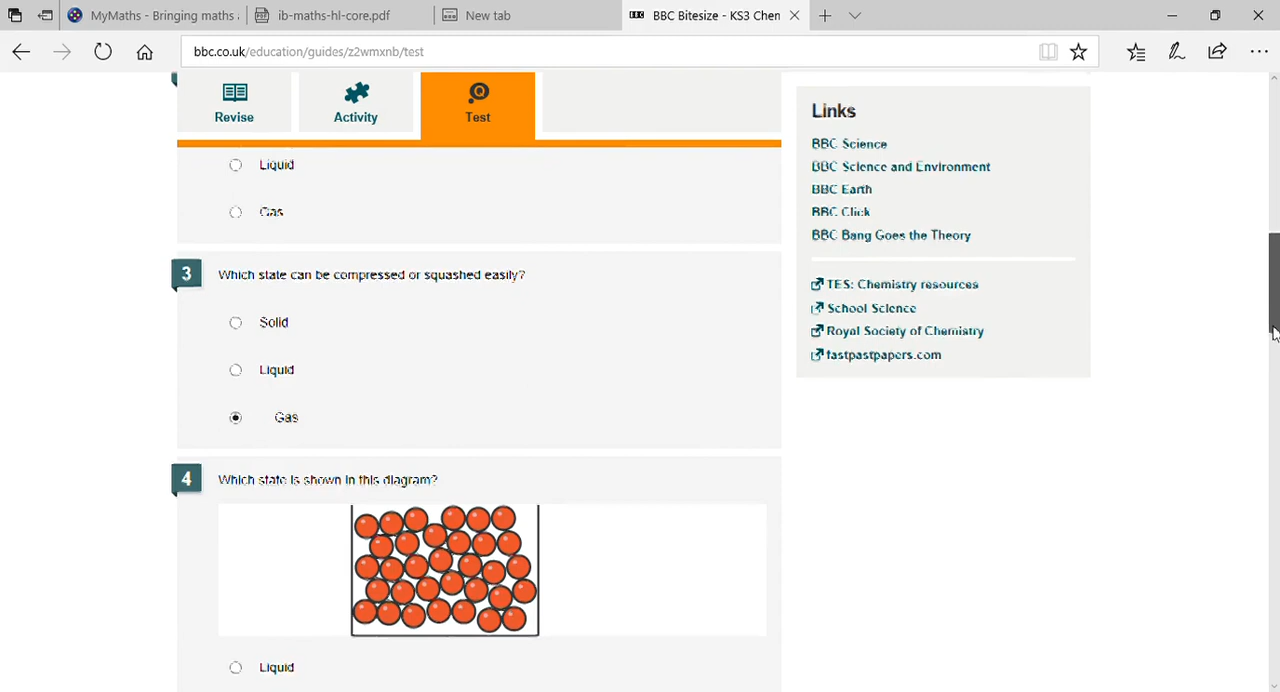 MyMaths - Bringing maths
ib-maths-hl-core.pdf
New tab
BBC Bitesize - KS3 Chen
bbc.co.uk/education/guides/z2wmxnb/test
Revise
Activity
Test
Liquid
Gas
3 Which state can be compressed or squashed easily?
Solid
Liquid
Gas
4 Which state is shown in this diagram?
Liquid
Links
BBC Science
BBC Science and Environment
BBC Earth
BBC Click
BBC Bang Goes the Theory
TES: Chemistry resources
School Science
Royal Society of Chemistry
fastpastpapers.com